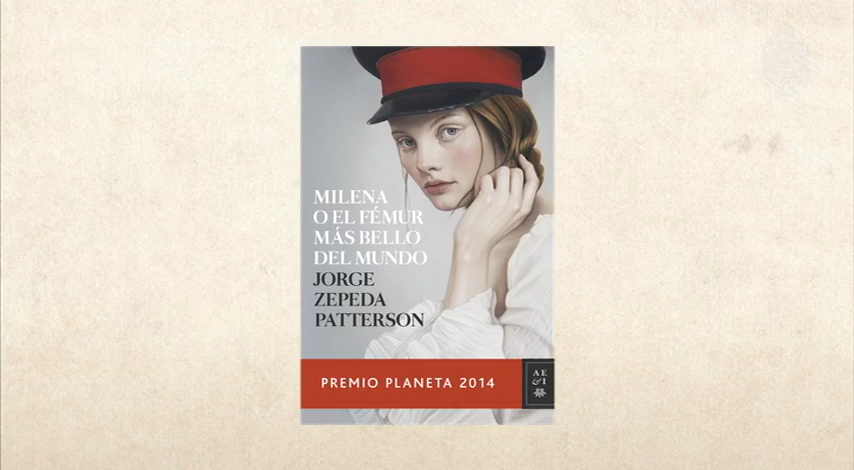 MILENA
O EL FÉMUR
MÁS BELLO
DEL MUNDO
JORGE
ZEPEDA
PATTERSON
PREMIO PLANETA 2014
AE
& I